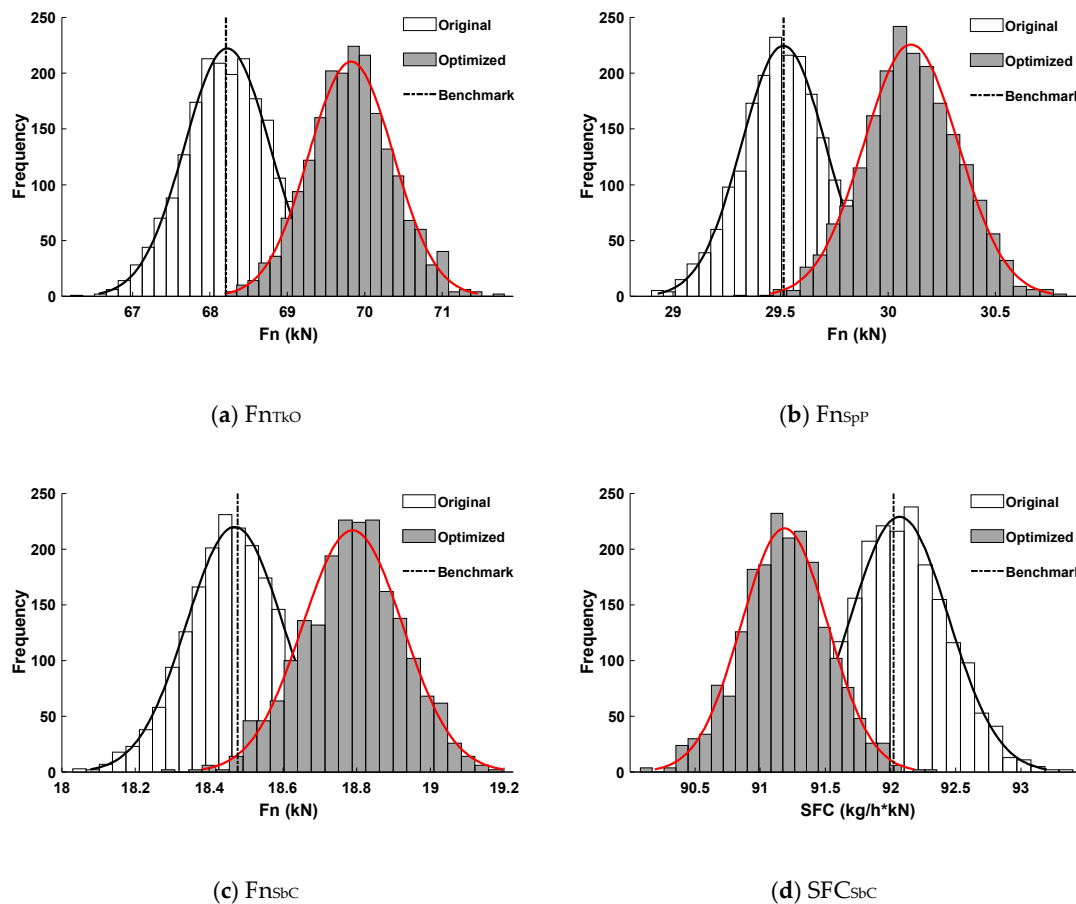 250
200
150
100
50
0
Frequency
67 68 69 70 71
Fn (kN)
Original
Optimized
Benchmark
(a) FnTkO
250
200
150
100
50
0
Frequency
29 29.5 30 30.5
Fn (kN)
Original
Optimized
Benchmark
(b) FnSpP
250
200
150
100
50
0
Frequency
18 18.2 18.4 18.6 18.8 19 19.2
Fn (kN)
Original
Optimized
Benchmark
(c) FnSbC
250
200
150
100
50
0
Frequency
90.5 91 91.5 92 92.5 93
SFC (kg/h*kN)
Original
Optimized
Benchmark
(d) SFCSbC